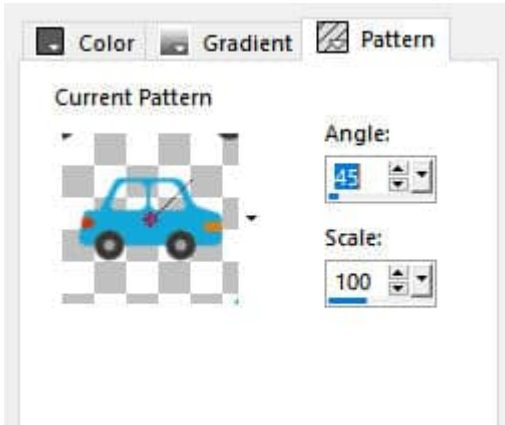 Color Gradient Pattern
Current Pattern
Angle:
45
Scale:
100